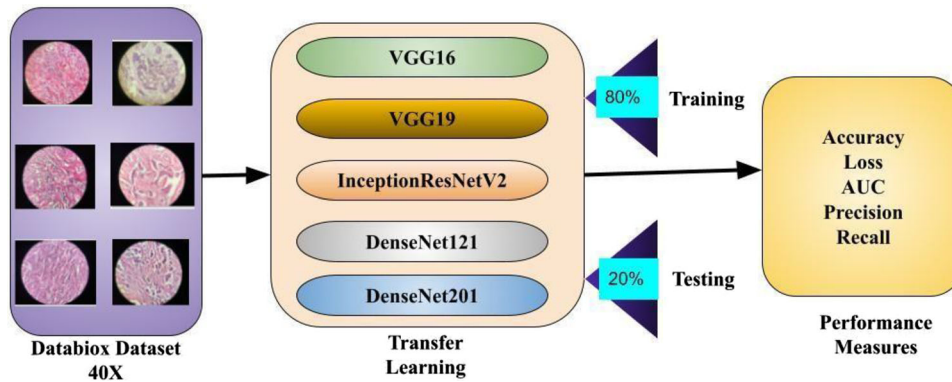 VGG16
VGG19
InceptionResNetV2
DenseNet121
DenseNet201
80%
Training
20%
Testing
Accuracy
Loss
AUC
Precision
Recall
Databiox Dataset
40X
Transfer
Learning
Performance
Measures